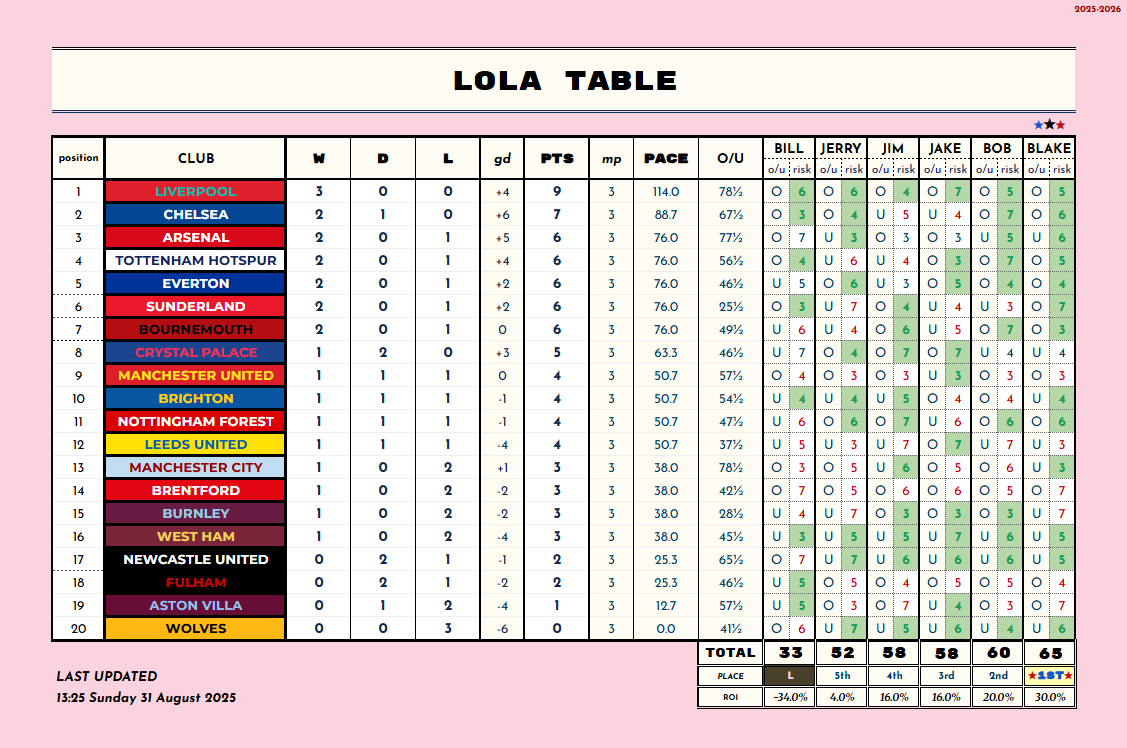 2025-2026
LOLA TABLE
★★★
position CLUB W D L gd PTS mp PACE O/U BILL JERRY JIM JAKE BOB BLAKE
o/u risk o/u risk o/u risk o/u risk o/u risk o/u risk
1 LIVERPOOL 3 0 0 +4 9 3 114.0 78½ O 6 O 6 O 4 O 7 O 5 O 5
2 CHELSEA 2 1 0 +6 7 3 88.7 67½ O 3 O 4 U 5 U 4 O 7 O 6
3 ARSENAL 2 0 1 +5 6 3 76.0 77½ O 7 U 3 O 3 O 3 U 5 U 6
4 TOTTENHAM HOTSPUR 2 0 1 +4 6 3 76.0 56½ O 4 U 6 U 4 O 3 O 7 O 5
5 EVERTON 2 0 1 +2 6 3 76.0 46½ U 5 O 6 U 3 O 5 O 4 O 4
6 SUNDERLAND 2 0 1 +2 6 3 76.0 25½ O 3 U 7 O 4 U 4 U 3 O 7
7 BOURNEMOUTH 2 0 1 0 6 3 76.0 49½ U 6 U 4 O 6 U 5 O 7 O 3
8 CRYSTAL PALACE 1 2 0 +3 5 3 63.3 46½ U 7 O 4 O 7 O 7 U 4 U 4
9 MANCHESTER UNITED 1 1 1 0 4 3 50.7 57½ O 4 O 3 O 3 U 3 O 3 O 3
10 BRIGHTON 1 1 1 -1 4 3 50.7 54½ U 4 U 4 U 5 O 4 O 4 U 4
11 NOTTINGHAM FOREST 1 1 1 -1 4 3 50.7 47½ U 6 O 6 O 7 U 6 O 6 O 6
12 LEEDS UNITED 1 1 1 -4 4 3 50.7 37½ U 5 U 3 U 7 O 7 U 7 U 3
13 MANCHESTER CITY 1 0 2 +1 3 3 38.0 78½ O 3 O 5 U 6 O 5 O 6 U 3
14 BRENTFORD 1 0 2 -2 3 3 38.0 42½ O 7 O 5 O 6 O 6 O 5 O 7
15 BURNLEY 1 0 2 -2 3 3 38.0 28½ U 4 U 7 O 3 O 3 O 3 U 7
16 WEST HAM 1 0 2 -4 3 3 38.0 45½ U 3 U 5 U 5 U 7 U 6 U 5
17 NEWCASTLE UNITED 0 2 1 -1 2 3 25.3 65½ O 7 U 7 U 6 U 6 U 6 U 5
18 FULHAM 0 2 1 -2 2 3 25.3 46½ U 5 O 5 O 4 O 5 O 5 O 4
19 ASTON VILLA 0 1 2 -4 1 3 12.7 57½ U 5 O 3 O 7 U 4 O 3 O 7
20 WOLVES 0 0 3 -6 0 3 0.0 41½ O 6 U 7 U 5 U 6 U 4 U 6
TOTAL 33 52 58 58 60 65
LAST UPDATED
PLACE L 5th 4th 3rd 2nd ★1ST★
13:25 Sunday 31 August 2025
ROI -34.0% 4.0% 16.0% 16.0% 20.0% 30.0%